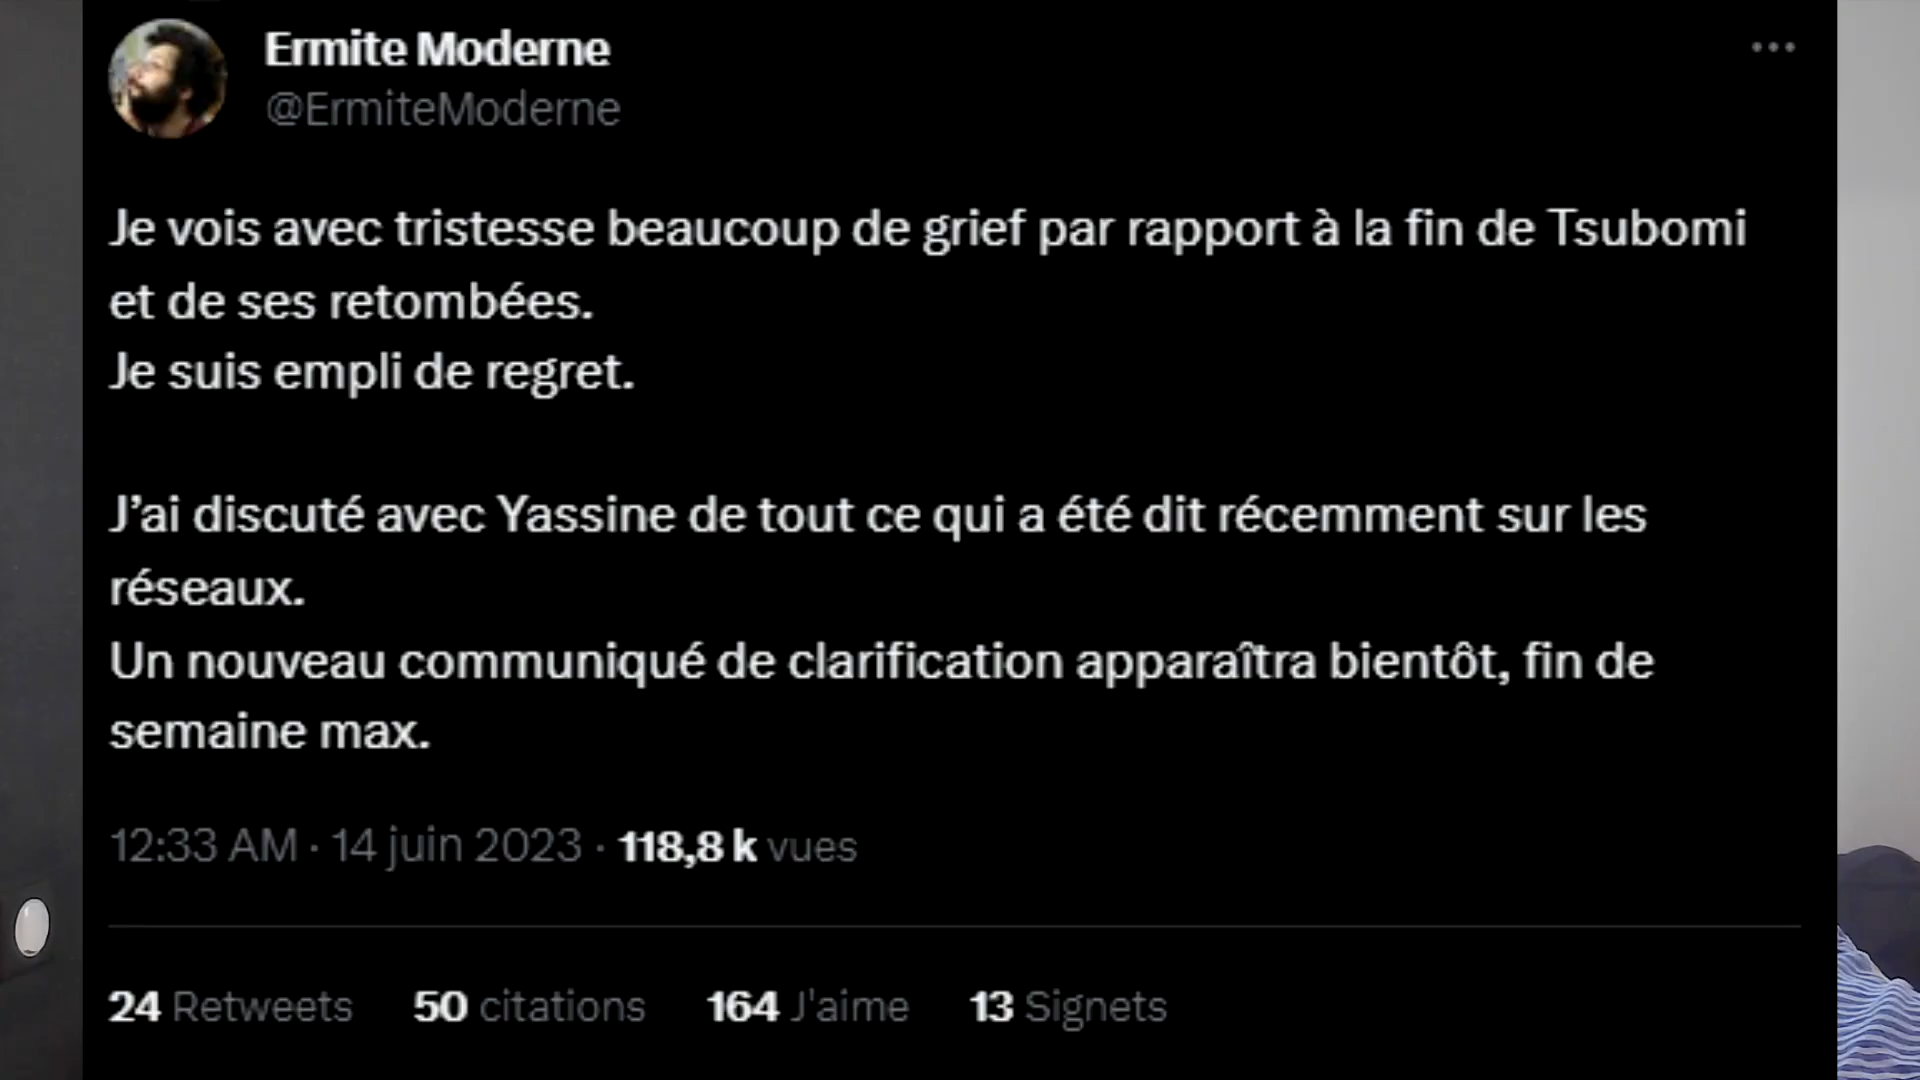 Ermite Moderne
@ErmiteModerne
Je vois avec tristesse beaucoup de grief par rapport à la fin de Tsubomi
et de ses retombées.
Je suis empli de regret.
J’ai discuté avec Yassine de tout ce qui a été dit récemment sur les
réseaux.
Un nouveau communiqué de clarification apparaîtra bientôt, fin de
semaine max.
12:33 AM · 14 juin 2023 · 118,8 k vues
24 Retweets 50 citations 164 J'aime 13 Signets